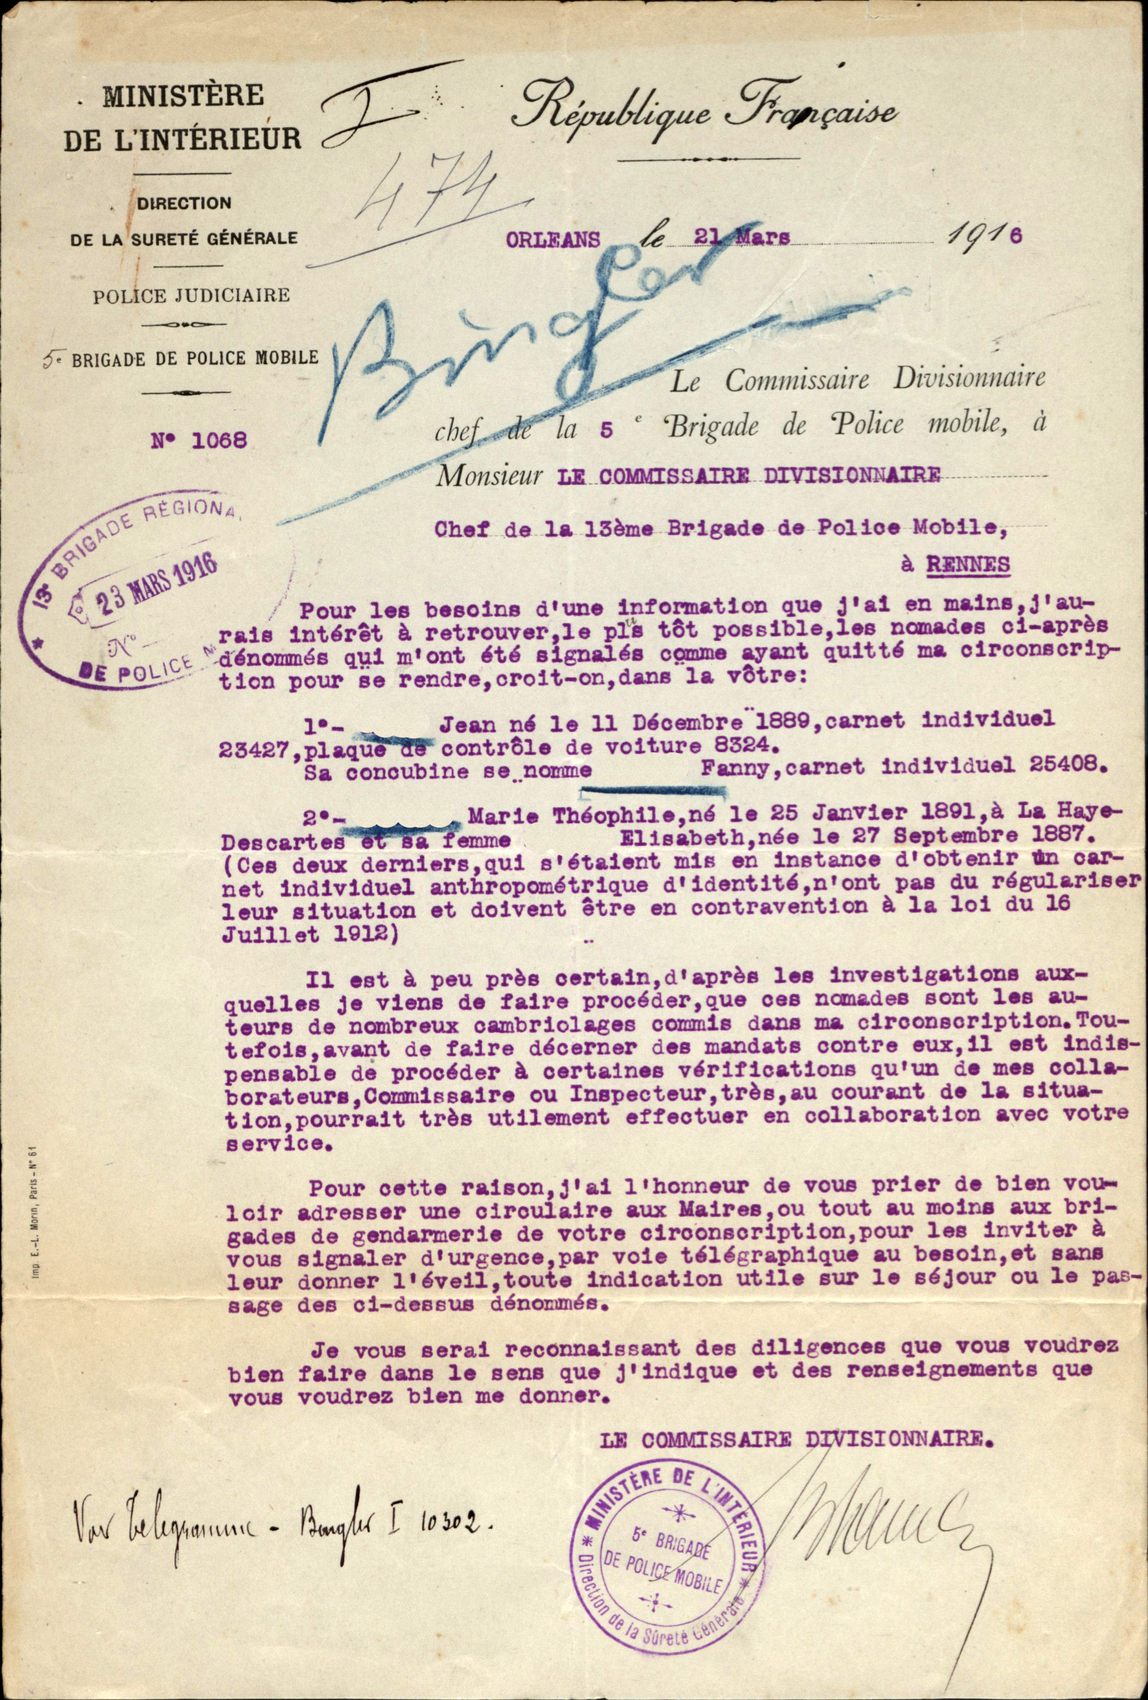 MINISTÈRE
DE L'INTÉRIEUR
DIRECTION
DE LA SURETÉ GÉNÉRALE
POLICE JUDICIAIRE
5e BRIGADE DE POLICE MOBILE
N° 1068
I
474
République Française
ORLEANS le 21 Mars 1916
Bingler
Le Commissaire Divisionnaire
chef de la 5 e Brigade de Police mobile, à
Monsieur LE COMMISSAIRE DIVISIONNAIRE
Chef de la 13ème Brigade de Police Mobile,
à RENNES
13e BRIGADE RÉGIONA
23 MARS 1916
N°
DE POLICE M
Pour les besoins d'une information que j'ai en mains,j'au-
rais intérêt à retrouver,le plus tôt possible,les nomades ci-après
dénommés qui m'ont été signalés comme ayant quitté ma circonscrip-
tion pour se rendre,croit-on,dans la vôtre:
1°- Jean né le 11 Décembre 1889,carnet individuel
23427,plaque de contrôle de voiture 8324.
Sa concubine se nomme Fanny,carnet individuel 25408.
2°- Marie Théophile,né le 25 Janvier 1891,à La Haye-
Descartes et sa femme Elisabeth,née le 27 Septembre 1887.
(Ces deux derniers,qui s'étaient mis en instance d'obtenir un car-
net individuel anthropométrique d'identité,n'ont pas du régulariser
leur situation et doivent être en contravention à la loi du 16
Juillet 1912)
Il est à peu près certain,d'après les investigations aux-
quelles je viens de faire procéder,que ces nomades sont les au-
teurs de nombreux cambriolages commis dans ma circonscription.Tou-
tefois,avant de faire décerner des mandats contre eux,il est indis-
pensable de procéder à certaines vérifications qu'un de mes colla-
borateurs,Commissaire ou Inspecteur,très,au courant de la situa-
tion,pourrait très utilement effectuer en collaboration avec votre
service.
Pour cette raison,j'ai l'honneur de vous prier de bien vou-
loir adresser une circulaire aux Maires,ou tout au moins aux bri-
gades de gendarmerie de votre circonscription,pour les inviter à
vous signaler d'urgence,par voie télégraphique au besoin,et sans
leur donner l'éveil,toute indication utile sur le séjour ou le pas-
sage des ci-dessus dénommés.
Je vous serai reconnaissant des diligences que vous voudrez
bien faire dans le sens que j'indique et des renseignements que
vous voudrez bien me donner.
LE COMMISSAIRE DIVISIONNAIRE.
MINISTÈRE DE L'INTÉRIEUR
5e BRIGADE
DE POLICE MOBILE
Direction de la Sûreté Générale
Voir Telegramme - Bingler I 10302.
Imp. E.-L. Morin, Paris - N° 61